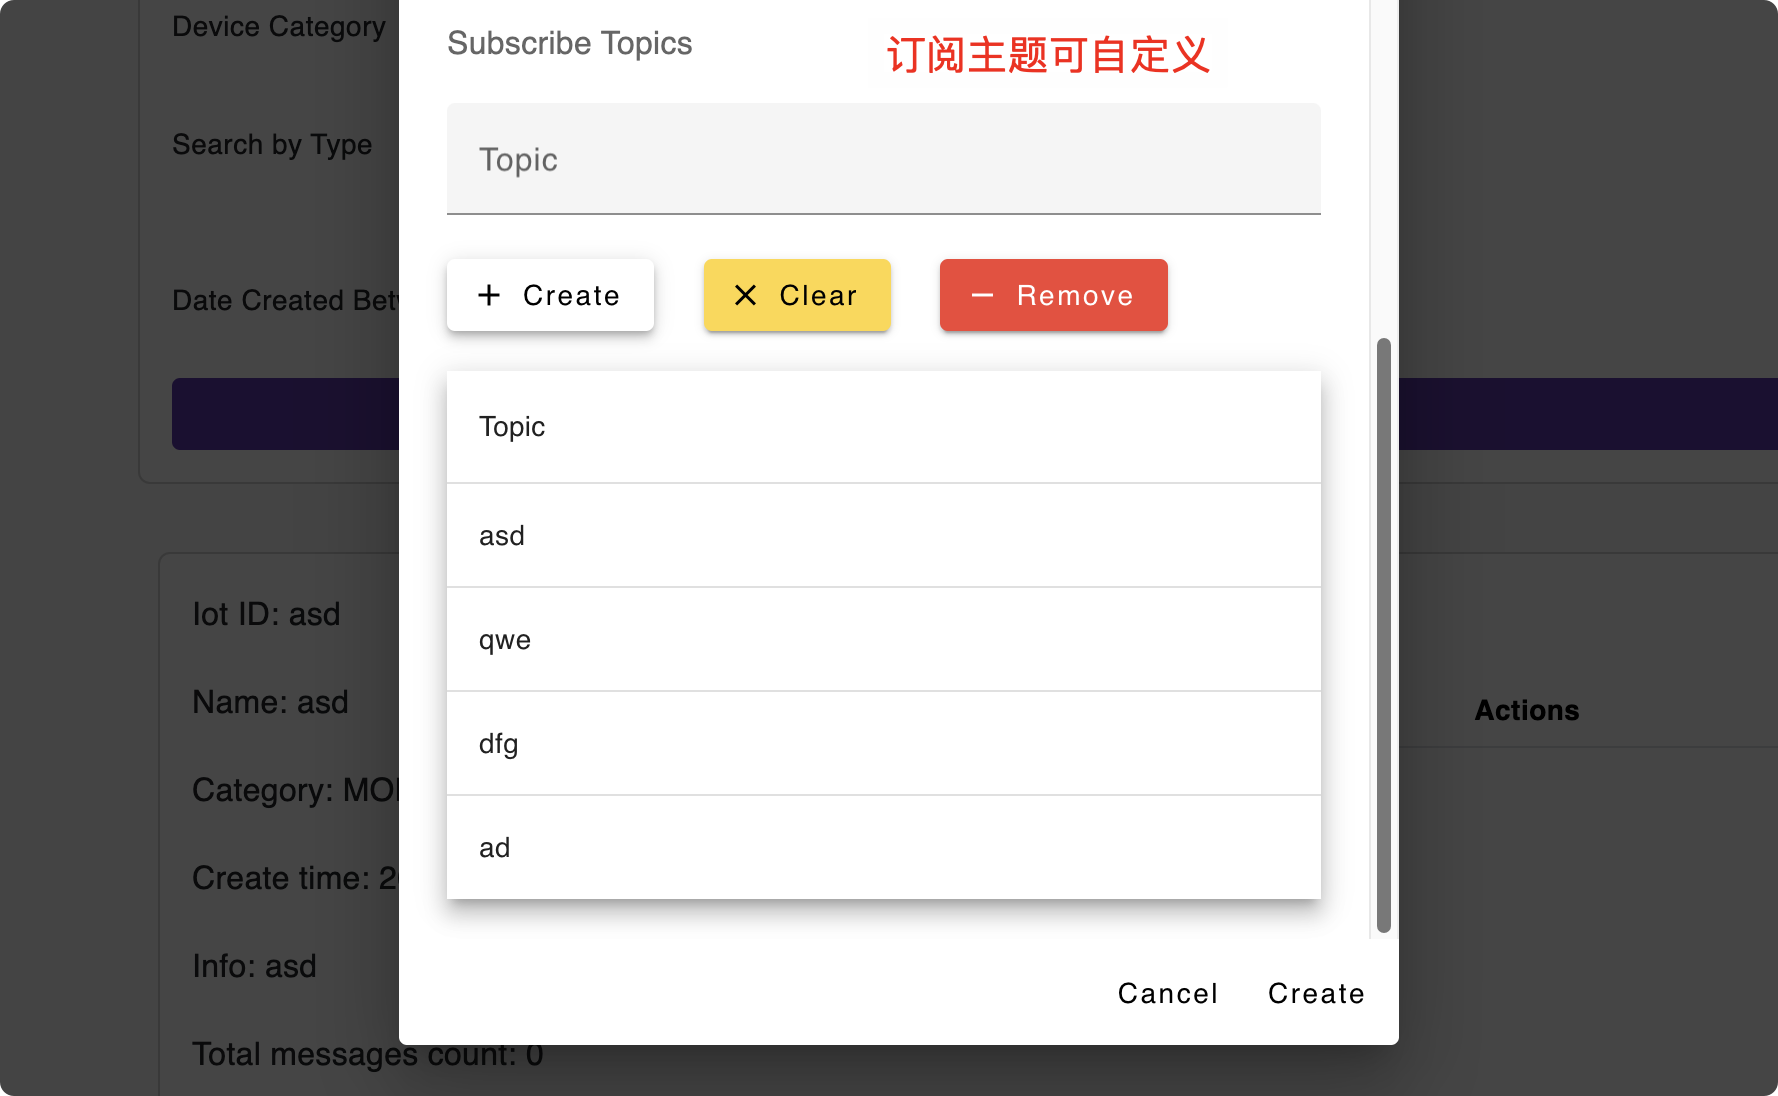 Device Category
Search by Type
Date Created Bet
Iot ID: asd
Name: asd
Category: MO
Create time: 2
Info: asd
Total messages count: 0
Actions
Subscribe Topics
订阅主题可自定义
Topic
Create
Clear
Remove
Topic
asd
qwe
dfg
ad
Cancel
Create